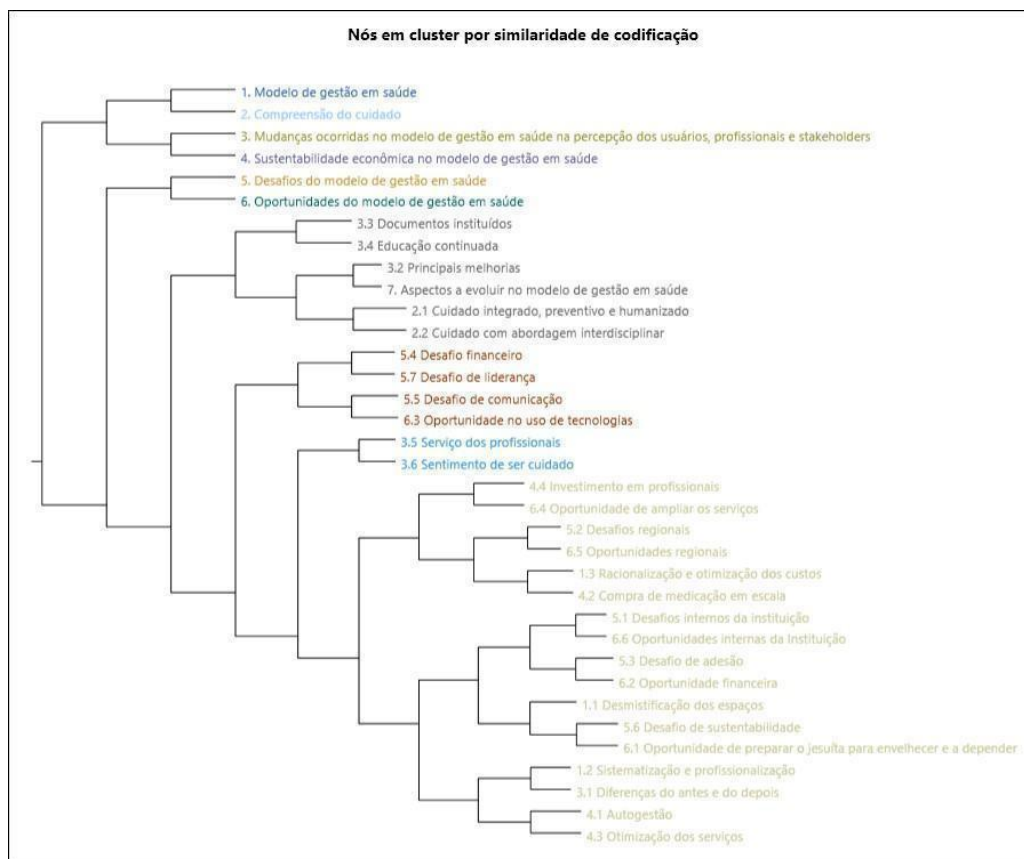 Nós em cluster por similaridade de codificação
1. Modelo de gestão em saúde
2. Compreensão do cuidado
3. Mudanças ocorridas no modelo de gestão em saúde na percepção dos usuários, profissionais e stakeholders
4. Sustentabilidade econômica no modelo de gestão em saúde
5. Desafios do modelo de gestão em saúde
6. Oportunidades do modelo de gestão em saúde
3.3 Documentos instituídos
3.4 Educação continuada
3.2 Principais melhorias
7. Aspectos a evoluir no modelo de gestão em saúde
2.1 Cuidado integrado, preventivo e humanizado
2.2 Cuidado com abordagem interdisciplinar
5.4 Desafio financeiro
5.7 Desafio de liderança
5.5 Desafio de comunicação
6.3 Oportunidade no uso de tecnologias
3.5 Serviço dos profissionais
3.6 Sentimento de ser cuidado
4.4 Investimento em profissionais
6.4 Oportunidade de ampliar os serviços
5.2 Desafios regionais
6.5 Oportunidades regionais
1.3 Racionalização e otimização dos custos
4.2 Compra de medicação em escala
5.1 Desafios internos da instituição
6.6 Oportunidades internas da Instituição
5.3 Desafio de adesão
6.2 Oportunidade financeira
1.1 Desmistificação dos espaços
5.6 Desafio de sustentabilidade
6.1 Oportunidade de preparar o jesuíta para envelhecer e a depender
1.2 Sistematização e profissionalização
3.1 Diferenças do antes e do depois
4.1 Autogestão
4.3 Otimização dos serviços